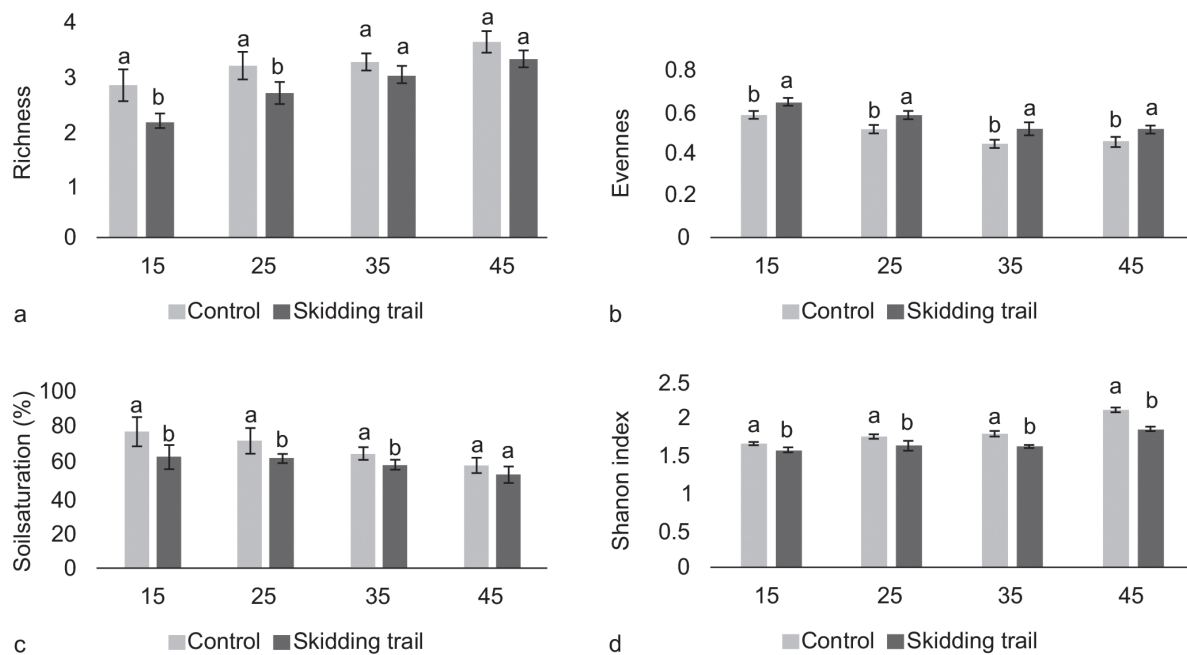 4
3
2
1
0
Richness
a
b
a
b
a
a
a
a
15 25 35 45
Control Skidding trail
a
0.8
0.6
0.4
0.2
0
Evennes
b
a
b
a
b
a
b
a
15 25 35 45
Control Skidding trail
b
100
80
60
40
20
0
Soilsaturation (%)
a
b
a
b
a
b
a
a
15 25 35 45
Control Skidding trail
c
2.5
2
1.5
1
0.5
0
Shanon index
a
b
a
b
a
b
a
b
15 25 35 45
Control Skidding trail
d